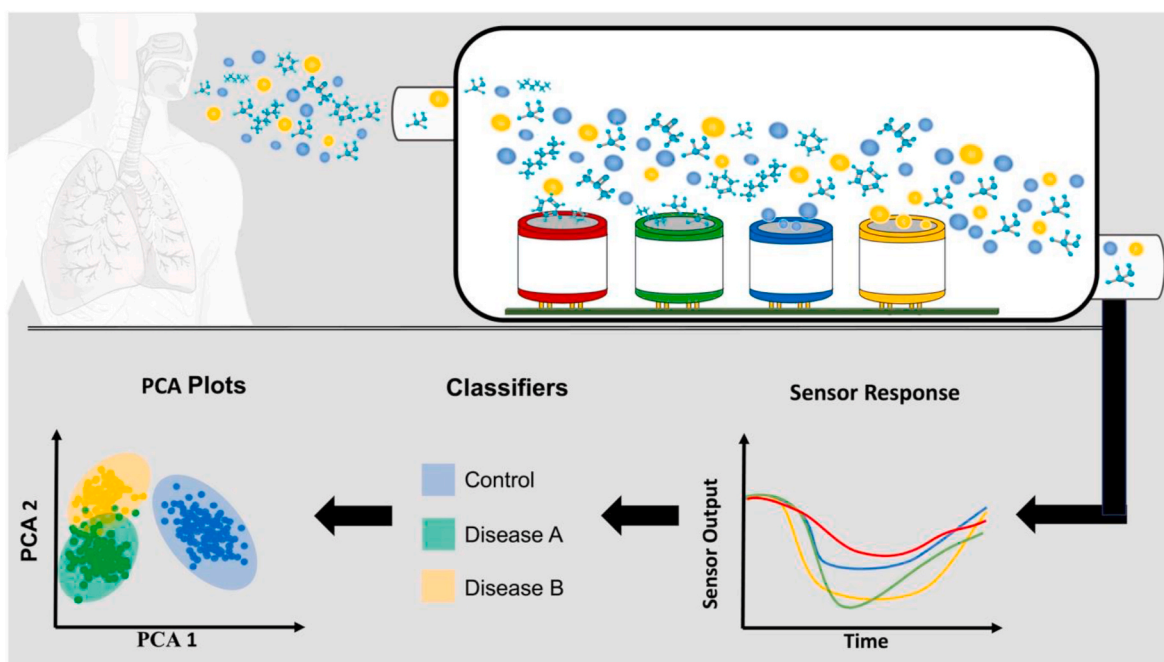 PCA Plots
Classifiers
Sensor Response
PCA 2
PCA 1
Control
Disease A
Disease B
Sensor Output
Time